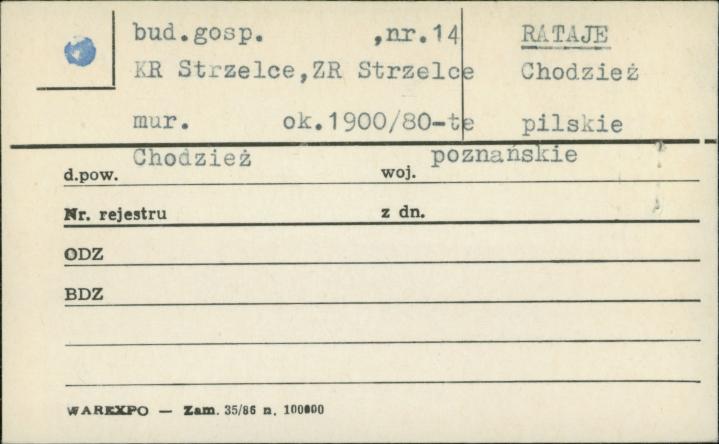 bud.gosp. ,nr.14 RATAJE
KR Strzelce,ZR Strzelce Chodzież
mur. ok.1900/80-te pilskie
Chodzież poznańskie
d.pow. woj.
Nr. rejestru z dn.
ODZ
BDZ
WAREXPO — Zam. 35/86 n. 100000